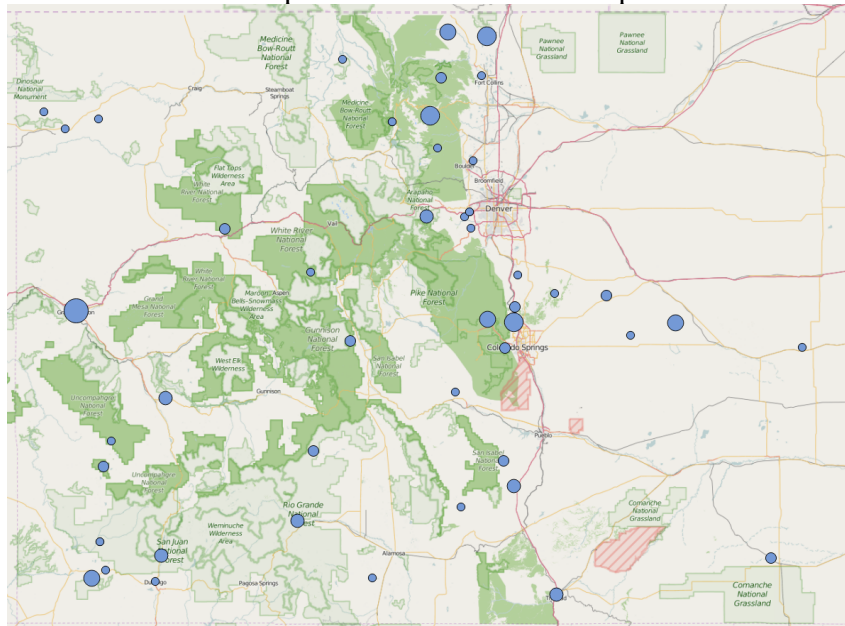 Medicine
Bow-Routt
National
Forest
Pawnee
National
Grassland
Pawnee
National
Grassland
Dinosaur
National
Monument
Craig
Steamboat
Springs
Fort Collins
Medicine
Bow-Routt
National
Forest
Boulder
Broomfield
Flat Tops
Wilderness
Area
White
River National
Forest
Arapaho
National
Forest
Denver
Vail
White River
National
Forest
White
River National
Forest
Grand
Mesa National
Forest
Maroon
Aspen
Bells-Snowmass
Wilderness
Area
Pike National
Forest
Gunnison
National
Forest
San Isabel
National
Forest
Colorado Springs
West Elk
Wilderness
Gunnison
Uncompahgre
National
Forest
Pueblo
San Isabel
National
Forest
Uncompahgre
National
Forest
Rio Grande
National
Forest
Comanche
National
Grassland
Weminuche
Wilderness
Area
San Juan
National
Forest
Alamosa
Pagosa Springs
Comanche
National
Grassland